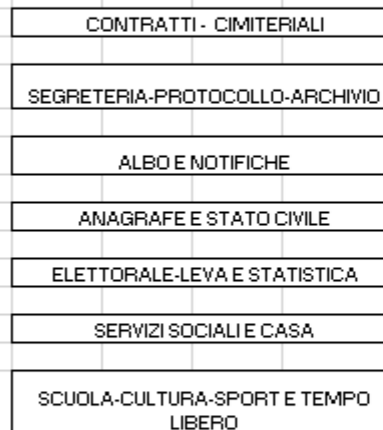 CONTRATTI - CIMITERIALI
SEGRETERIA-PROTOCOLLO-ARCHIVIO
ALBO E NOTIFICHE
ANAGRAFE E STATO CIVILE
ELETTORALE-LEVA E STATISTICA
SERVIZI SOCIALI E CASA
SCUOLA-CULTURA-SPORT E TEMPO
LIBERO